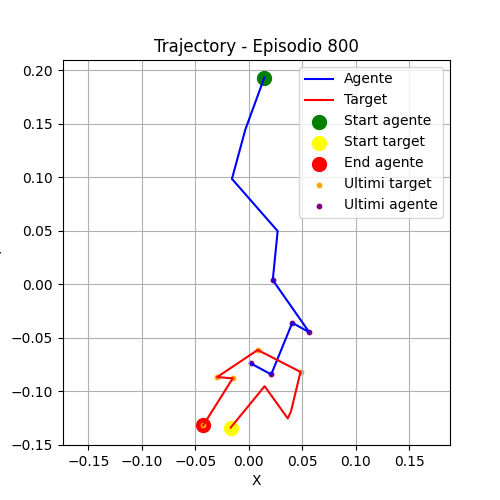 Trajectory - Episodio 800
Agente
Target
Start agente
Start target
End agente
Ultimi target
Ultimi agente
0.20
0.15
0.10
0.05
0.00
−0.05
−0.10
−0.15
−0.15 −0.10 −0.05 0.00 0.05 0.10 0.15
X